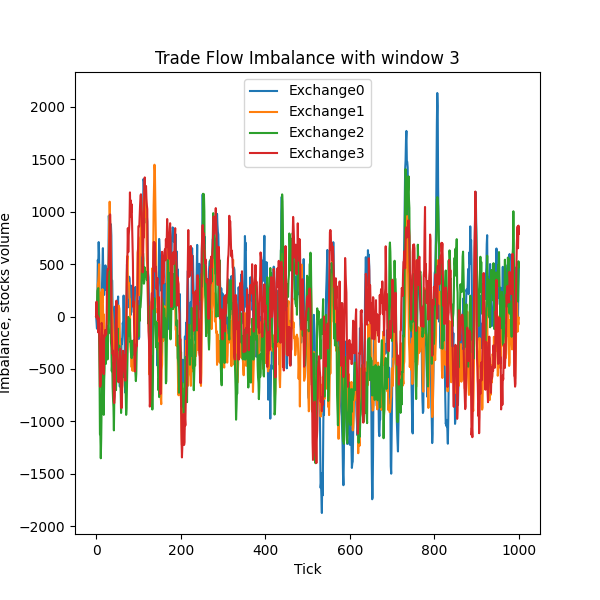 Trade Flow Imbalance with window 3
Exchange0
Exchange1
Exchange2
Exchange3
2000
1500
1000
500
0
−500
−1000
−1500
−2000
Imbalance, stocks volume
0
200
400
600
800
1000
Tick